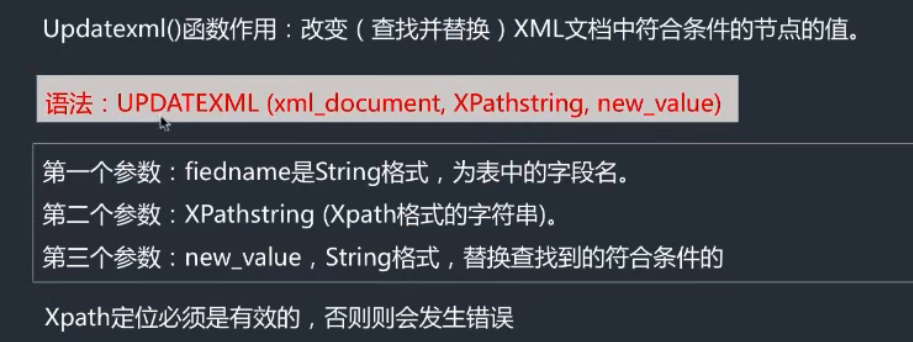 Updatexml()函数作用：改变（查找并替换）XML文档中符合条件的节点的值。
语法：UPDATEXML (xml_document, XPathstring, new_value)
第一个参数：fiedname是String格式，为表中的字段名。
第二个参数：XPathstring (Xpath格式的字符串)。
第三个参数：new_value，String格式，替换查找到的符合条件的
Xpath定位必须是有效的，否则则会发生错误